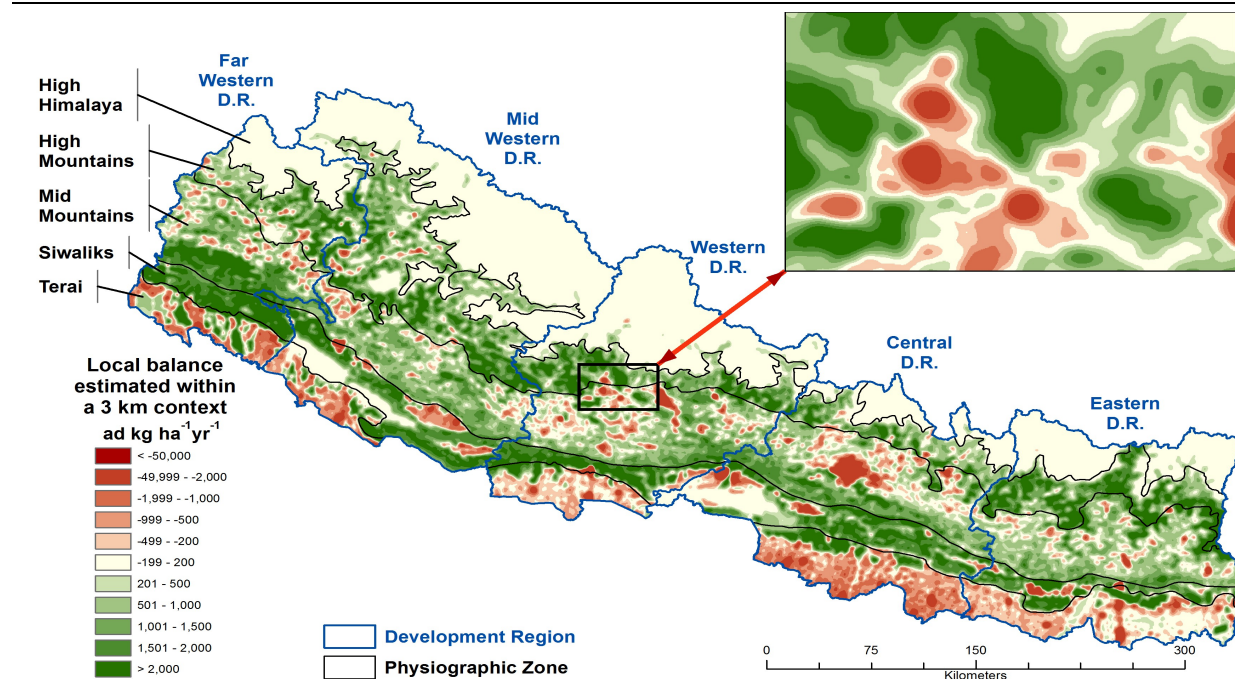 Far
Western
D.R.
High
Himalaya
High
Mountains
Mid
Mountains
Siwaliks
Terai
Mid
Western
D.R.
Western
D.R.
Central
D.R.
Eastern
D.R.
Local balance
estimated within
a 3 km context
ad kg ha⁻¹yr⁻¹
< -50,000
-49,999 - -2,000
-1,999 - -1,000
-999 - -500
-499 - -200
-199 - 200
201 - 500
501 - 1,000
1,001 - 1,500
1,501 - 2,000
> 2,000
Development Region
Physiographic Zone
0 75 150 300
Kilometers